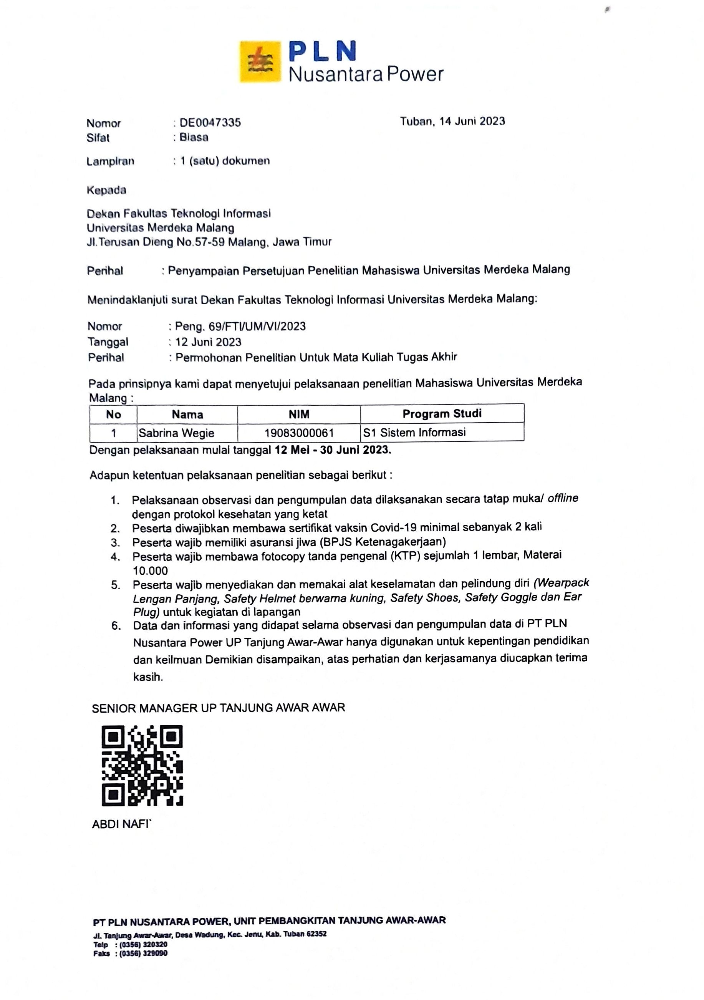 PLN
Nusantara Power
Nomor : DE0047335 Tuban, 14 Juni 2023
Sifat : Biasa
Lampiran : 1 (satu) dokumen
Kepada
Dekan Fakultas Teknologi Informasi
Universitas Merdeka Malang
Jl.Terusan Dieng No.57-59 Malang, Jawa Timur
Perihal : Penyampaian Persetujuan Penelitian Mahasiswa Universitas Merdeka Malang
Menindaklanjuti surat Dekan Fakultas Teknologi Informasi Universitas Merdeka Malang:
Nomor : Peng. 69/FTI/UM/VI/2023
Tanggal : 12 Juni 2023
Perihal : Permohonan Penelitian Untuk Mata Kuliah Tugas Akhir
Pada prinsipnya kami dapat menyetujui pelaksanaan penelitian Mahasiswa Universitas Merdeka
Malang :
No Nama NIM Program Studi
1 Sabrina Wegie 19083000061 S1 Sistem Informasi
Dengan pelaksanaan mulai tanggal 12 Mei - 30 Juni 2023.
Adapun ketentuan pelaksanaan penelitian sebagai berikut :
1. Pelaksanaan observasi dan pengumpulan data dilaksanakan secara tatap muka/ offline
dengan protokol kesehatan yang ketat
2. Peserta diwajibkan membawa sertifikat vaksin Covid-19 minimal sebanyak 2 kali
3. Peserta wajib memiliki asuransi jiwa (BPJS Ketenagakerjaan)
4. Peserta wajib membawa fotocopy tanda pengenal (KTP) sejumlah 1 lembar, Materai
10.000
5. Peserta wajib menyediakan dan memakai alat keselamatan dan pelindung diri (Wearpack
Lengan Panjang, Safety Helmet berwarna kuning, Safety Shoes, Safety Goggle dan Ear
Plug) untuk kegiatan di lapangan
6. Data dan informasi yang didapat selama observasi dan pengumpulan data di PT PLN
Nusantara Power UP Tanjung Awar-Awar hanya digunakan untuk kepentingan pendidikan
dan keilmuan Demikian disampaikan, atas perhatian dan kerjasamanya diucapkan terima
kasih.
SENIOR MANAGER UP TANJUNG AWAR AWAR
ABDI NAFI`
PT PLN NUSANTARA POWER, UNIT PEMBANGKITAN TANJUNG AWAR-AWAR
Jl. Tanjung Awar-Awar, Desa Wadung, Kec. Jenu, Kab. Tuban 62352
Telp : (0356) 320320
Faks : (0356) 329090